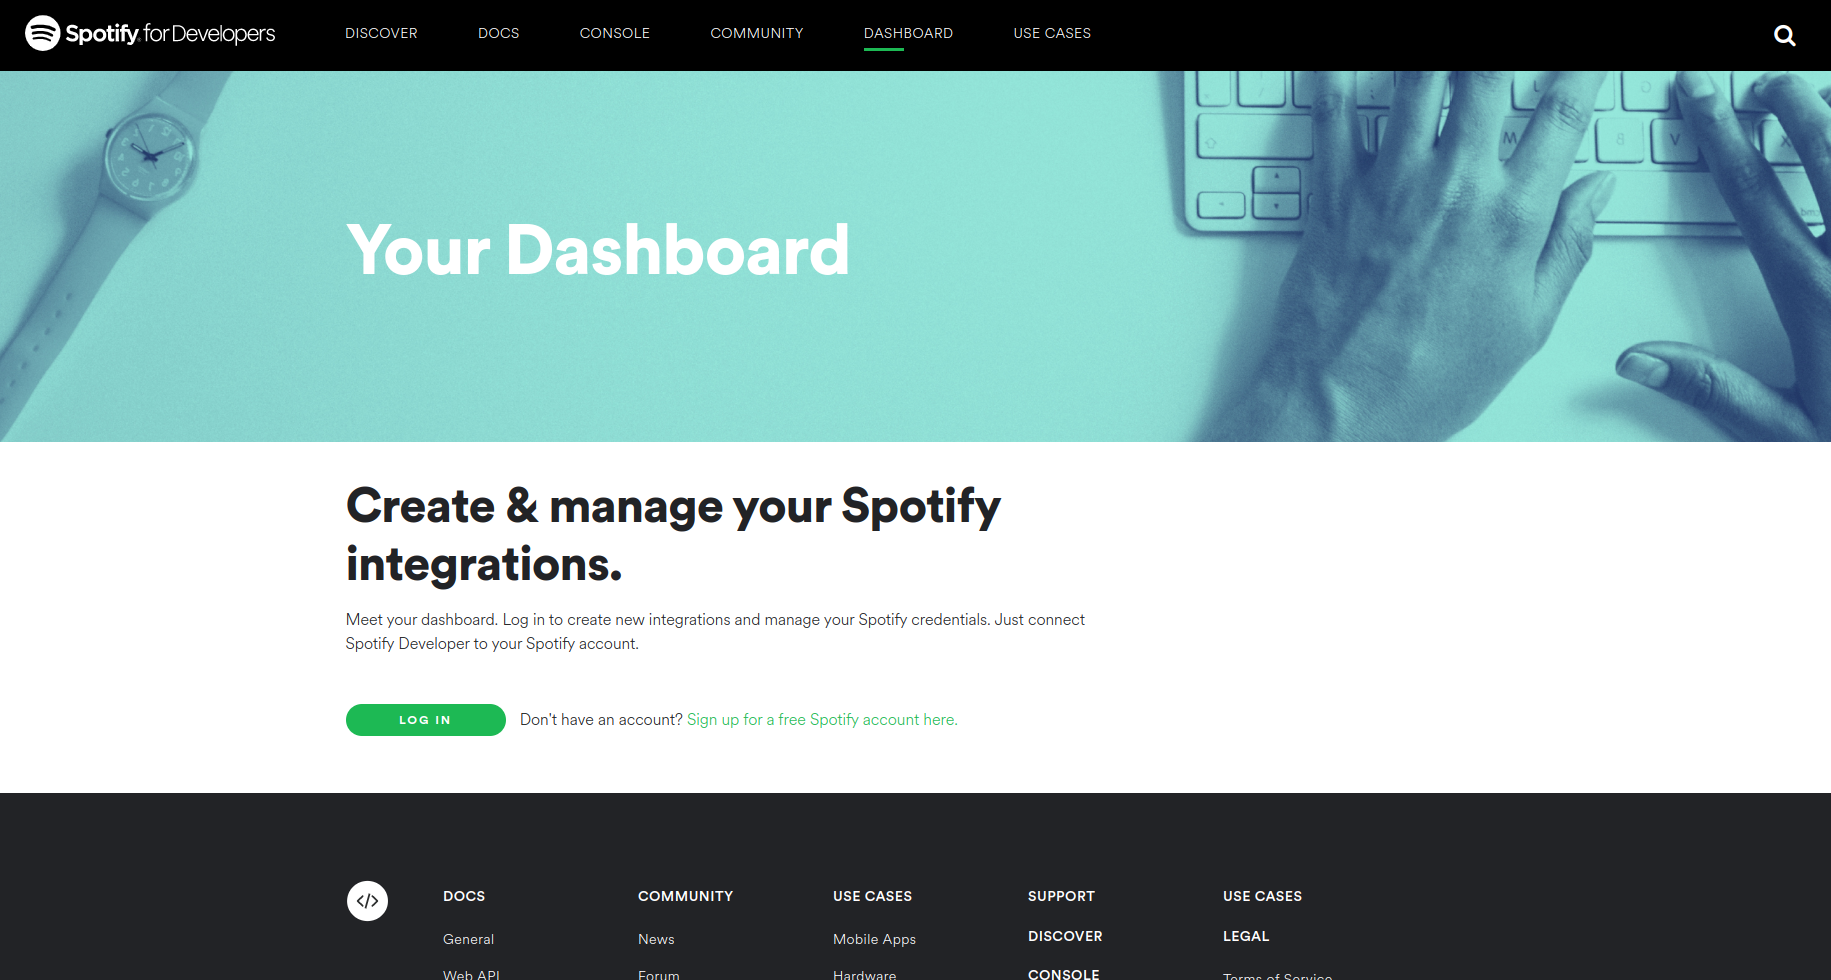 Spotify for Developers
DISCOVER
DOCS
CONSOLE
COMMUNITY
DASHBOARD
USE CASES
Your Dashboard
Create & manage your Spotify
integrations.
Meet your dashboard. Log in to create new integrations and manage your Spotify credentials. Just connect
Spotify Developer to your Spotify account.
LOG IN
Don't have an account? Sign up for a free Spotify account here.
DOCS
General
Web API
COMMUNITY
News
Forum
USE CASES
Mobile Apps
Hardware
SUPPORT
DISCOVER
CONSOLE
USE CASES
LEGAL
Terms of Service